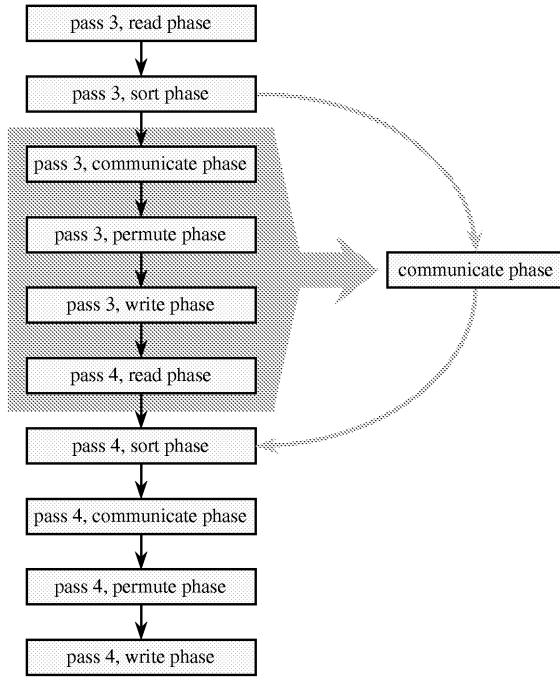 pass 3, read phase
pass 3, sort phase
pass 3, communicate phase
pass 3, permute phase
communicate phase
pass 3, write phase
pass 4, read phase
pass 4, sort phase
pass 4, communicate phase
pass 4, permute phase
pass 4, write phase